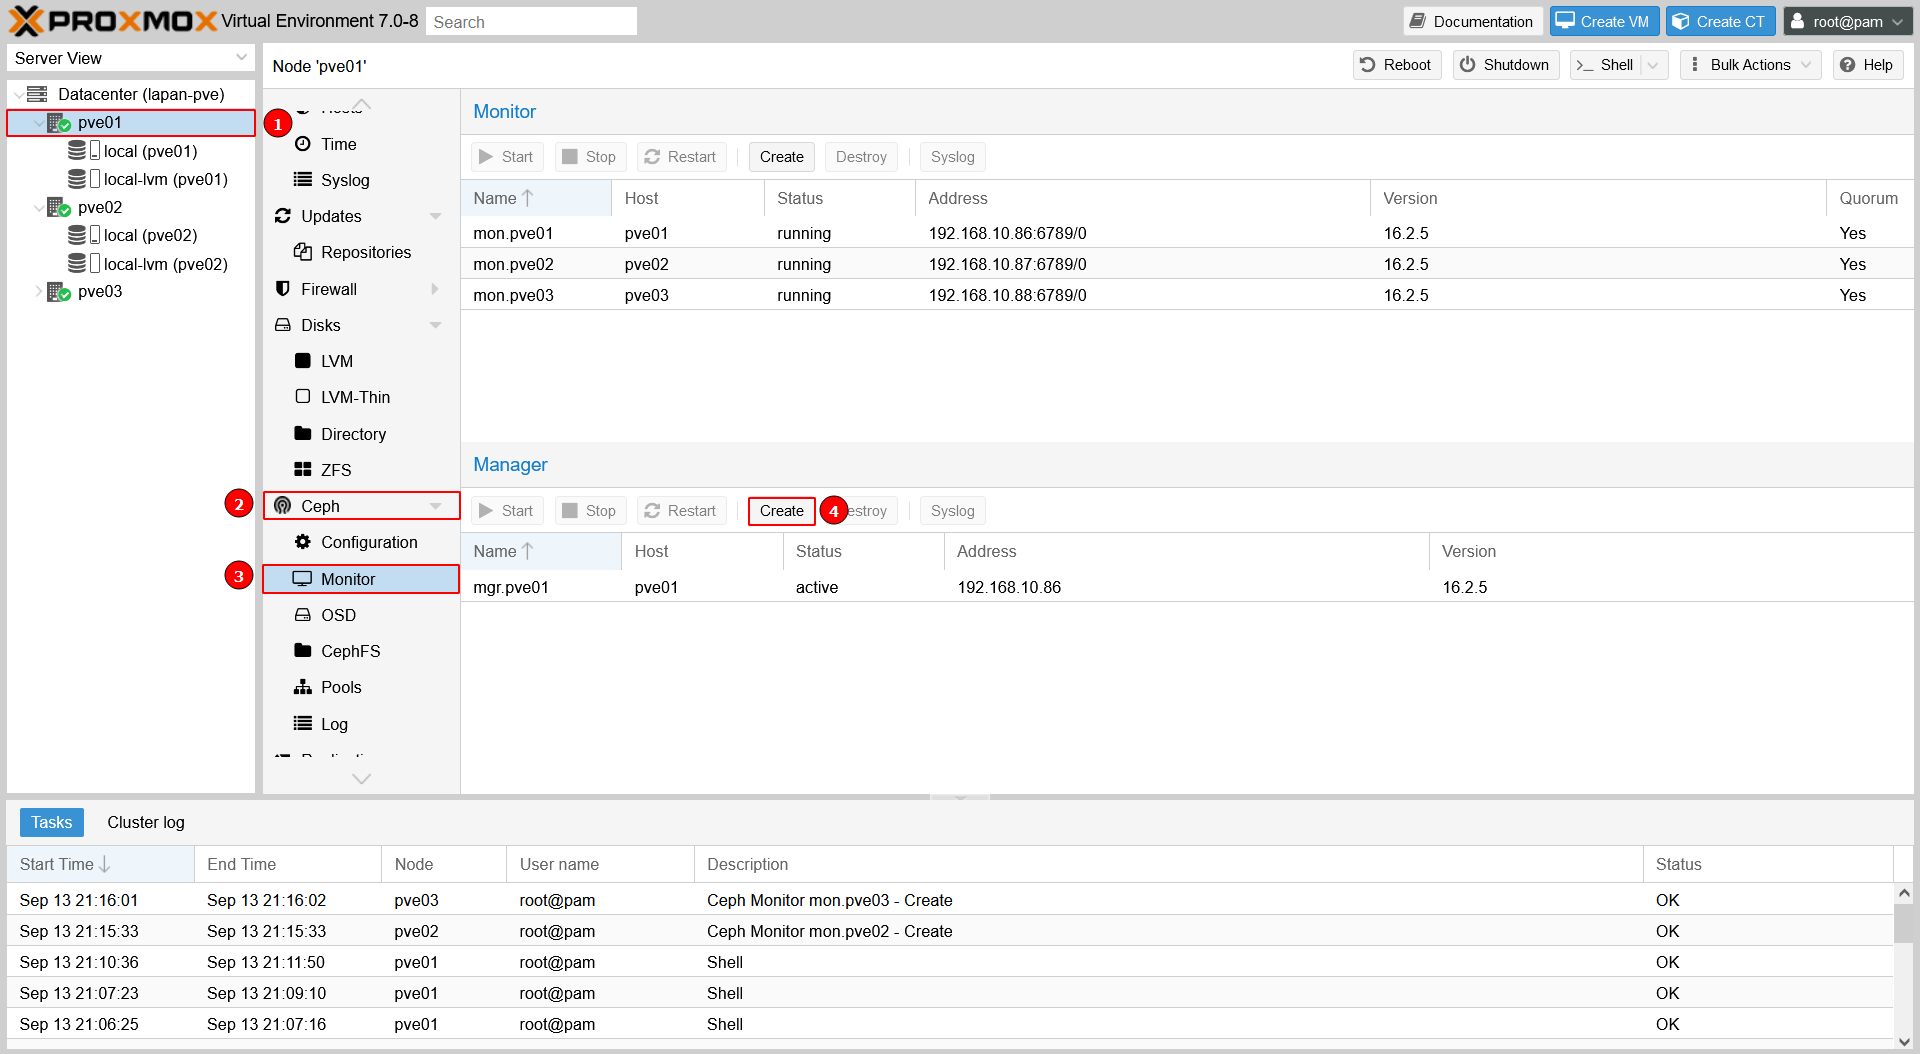 PROXMOX Virtual Environment 7.0-8 Search Documentation Create VM Create CT root@pam
Server View
Node 'pve01' Reboot Shutdown >_ Shell Bulk Actions Help
Datacenter (lapan-pve)
pve01
local (pve01)
local-lvm (pve01)
pve02
local (pve02)
local-lvm (pve02)
pve03
1
Time
Syslog
Updates
Repositories
Firewall
Disks
LVM
LVM-Thin
Directory
ZFS
2 Ceph
Configuration
3 Monitor
OSD
CephFS
Pools
Log
Monitor
Start Stop Restart Create Destroy Syslog
Name Host Status Address Version Quorum
mon.pve01 pve01 running 192.168.10.86:6789/0 16.2.5 Yes
mon.pve02 pve02 running 192.168.10.87:6789/0 16.2.5 Yes
mon.pve03 pve03 running 192.168.10.88:6789/0 16.2.5 Yes
Manager
Start Stop Restart Create 4 estroy Syslog
Name Host Status Address Version
mgr.pve01 pve01 active 192.168.10.86 16.2.5
Tasks Cluster log
Start Time End Time Node User name Description Status
Sep 13 21:16:01 Sep 13 21:16:02 pve03 root@pam Ceph Monitor mon.pve03 - Create OK
Sep 13 21:15:33 Sep 13 21:15:33 pve02 root@pam Ceph Monitor mon.pve02 - Create OK
Sep 13 21:10:36 Sep 13 21:11:50 pve01 root@pam Shell OK
Sep 13 21:07:23 Sep 13 21:09:10 pve01 root@pam Shell OK
Sep 13 21:06:25 Sep 13 21:07:16 pve01 root@pam Shell OK